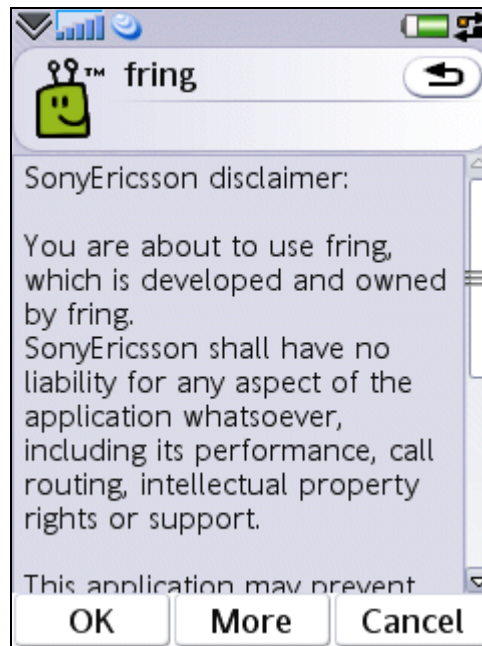 ™ fring
SonyEricsson disclaimer:
You are about to use fring,
which is developed and owned
by fring.
SonyEricsson shall have no
liability for any aspect of the
application whatsoever,
including its performance, call
routing, intellectual property
rights or support.
This application may prevent
OK More Cancel